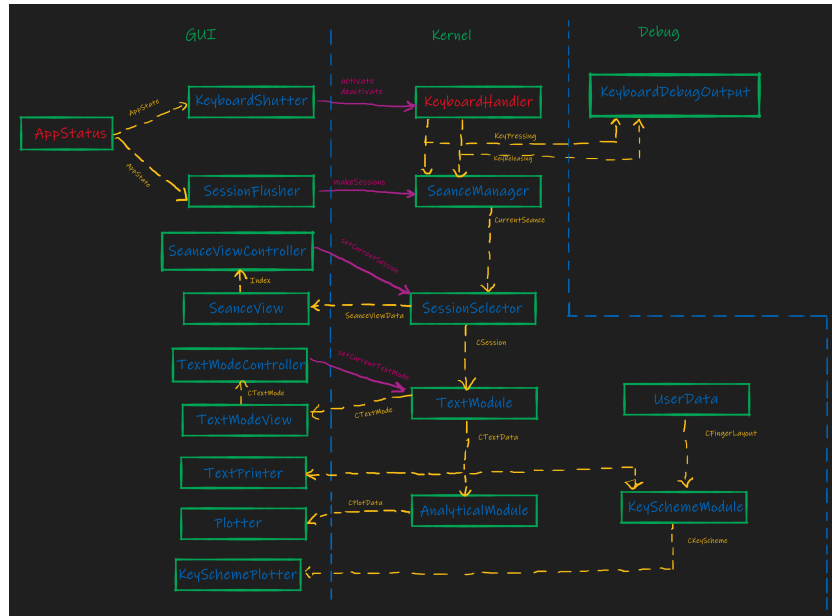 GUI
Kernel
Debug
KeyboardShutter
activate
deactivate
KeyboardHandler
KeyboardDebugOutput
AppState
AppStatus
KeyPressing
KeyReleasing
AppState
SessionFlusher
makeSessions
SeanceManager
CurrentSeance
SeanceViewController
setCurrentSession
Index
SeanceView
SeanceViewData
SessionSelector
CSession
TextModeController
setCurrentTextMode
CTextMode
CTextMode
TextModule
UserData
TextModeView
CTextData
CFingerLayout
TextPrinter
CPlotData
Plotter
AnalyticalModule
KeySchemeModule
CKeyScheme
KeySchemePlotter